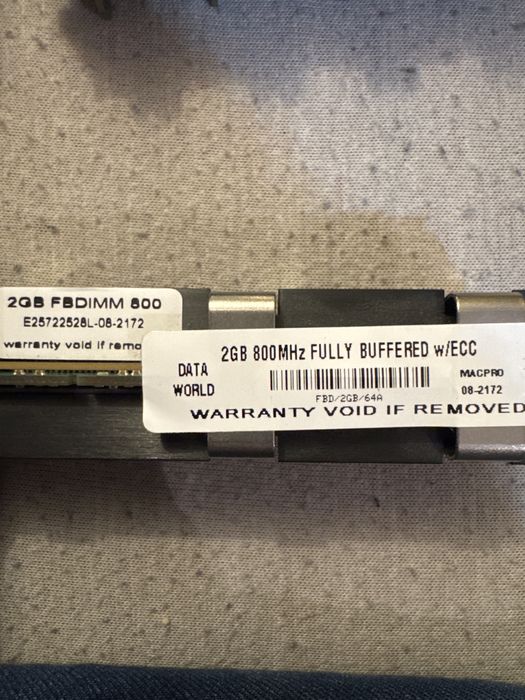 2GB FBDIMM 800
E25722528L-08-2172
warranty void if remo
2GB 800MHz FULLY BUFFERED w/ECC
DATA
WORLD
MACPRO
FBD/2GB/64A
08-2172
WARRANTY VOID IF REMOVED